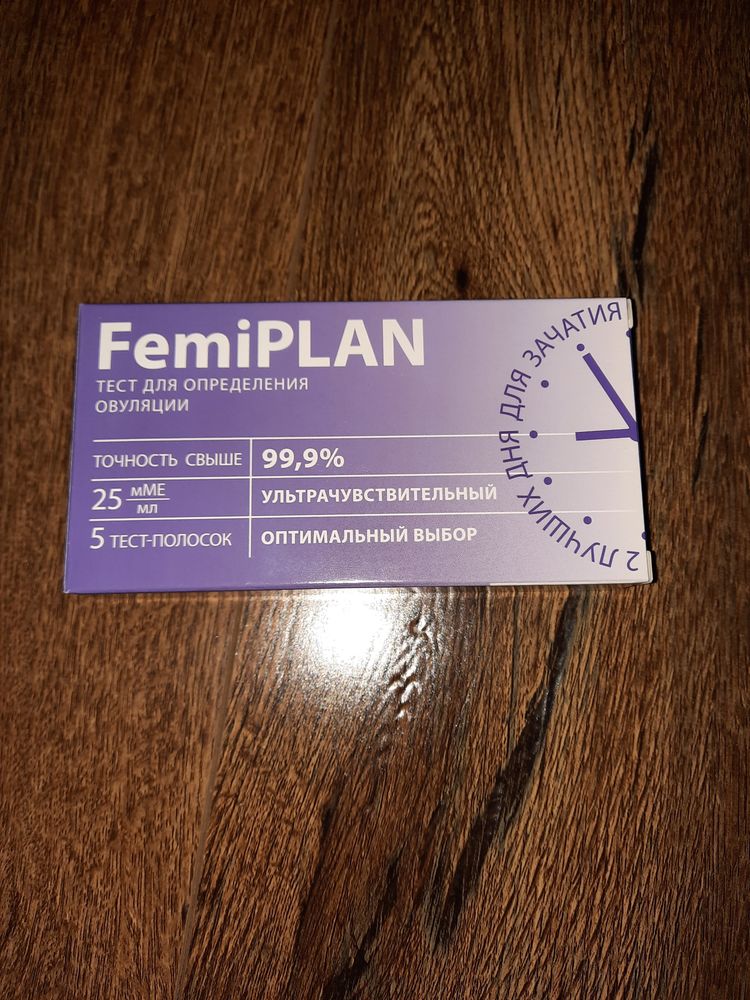 FemiPLAN
ТЕСТ ДЛЯ ОПРЕДЕЛЕНИЯ
ОВУЛЯЦИИ
ТОЧНОСТЬ СВЫШЕ 99,9%
25 мМЕ/мл УЛЬТРАЧУВСТВИТЕЛЬНЫЙ
5 ТЕСТ-ПОЛОСОК ОПТИМАЛЬНЫЙ ВЫБОР
2 ЛУЧШИХ ДНЯ ДЛЯ ЗАЧАТИЯ